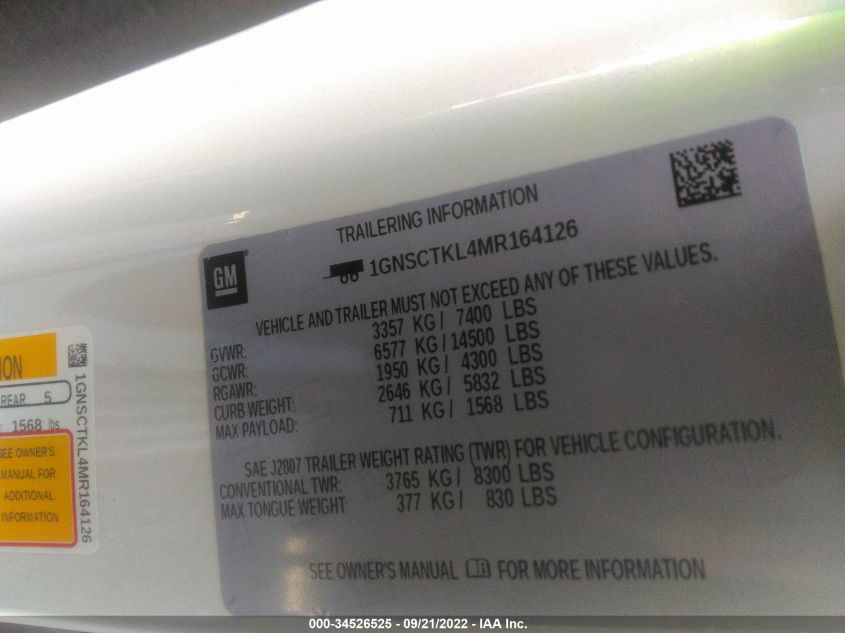 TRAILERING INFORMATION
GM
1GNSCTKL4MR164126
VEHICLE AND TRAILER MUST NOT EXCEED ANY OF THESE VALUES.
GVWR: 3357 KG/ 7400 LBS
GCWR: 6577 KG/14500 LBS
RGAWR: 1950 KG/ 4300 LBS
CURB WEIGHT: 2646 KG/ 5832 LBS
MAX PAYLOAD: 711 KG/ 1568 LBS
SAE J2807 TRAILER WEIGHT RATING (TWR) FOR VEHICLE CONFIGURATION.
CONVENTIONAL TWR: 3765 KG/ 8300 LBS
MAX TONGUE WEIGHT: 377 KG/ 830 LBS
SEE OWNER'S MANUAL FOR MORE INFORMATION
REAR 5
1568 lbs
SEE OWNER'S
MANUAL FOR
ADDITIONAL
INFORMATION
1GNSCTKL4MR164126
000-34526525 - 09/21/2022 - IAA Inc.